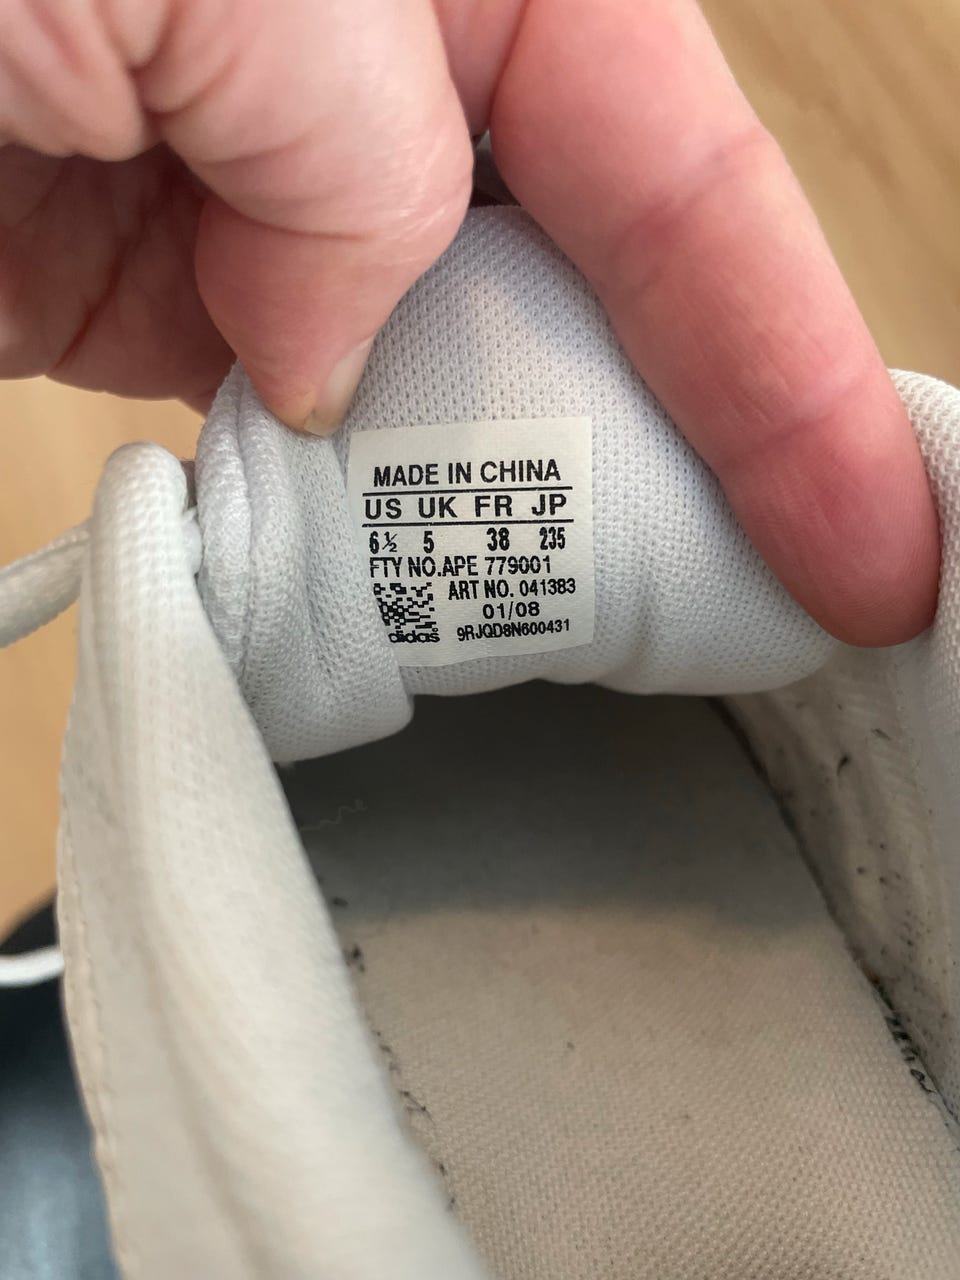 MADE IN CHINA
US UK FR JP
6½ 5 38 235
FTY NO.APE 779001
ART NO. 041383
01/08
adidas 9RJQD8N600431